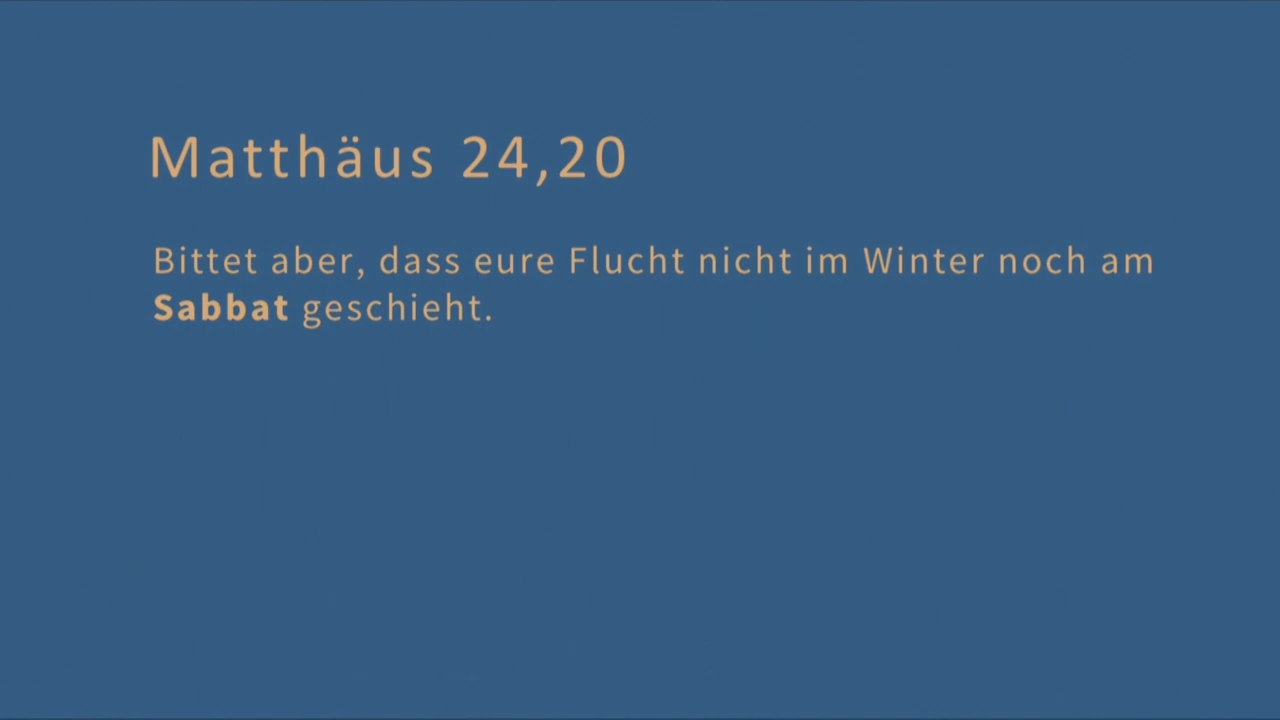 Matthäus 24,20
Bittet aber, dass eure Flucht nicht im Winter noch am
Sabbat geschieht.